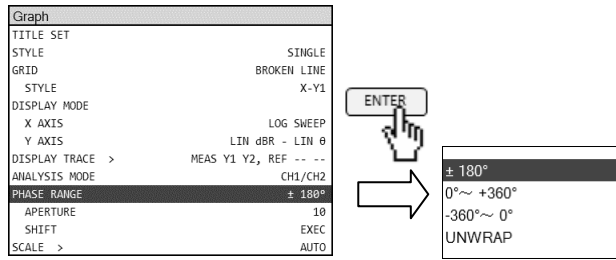 Graph
TITLE SET
STYLE SINGLE
GRID BROKEN LINE
STYLE X-Y1
DISPLAY MODE
X AXIS LOG SWEEP
Y AXIS LIN dBR - LIN θ
DISPLAY TRACE > MEAS Y1 Y2, REF -- --
ANALYSIS MODE CH1/CH2
PHASE RANGE ± 180°
APERTURE 10
SHIFT EXEC
SCALE > AUTO
ENTER
± 180°
0°～ +360°
-360°～ 0°
UNWRAP